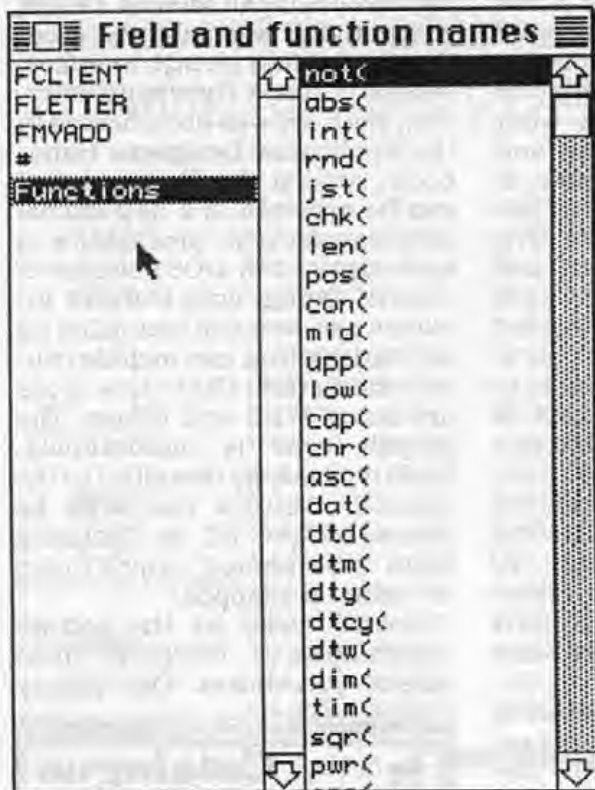 Field and function names
FCLIENT
FLETTER
FMYADD
#
Functions
not(
abs(
int(
rnd(
jst(
chk(
len(
pos(
con(
mid(
upp(
low(
cap(
chr(
asc(
dat(
dtd(
dtm(
dty(
dtcy(
dtw(
dim(
tim(
sqr(
pwr(